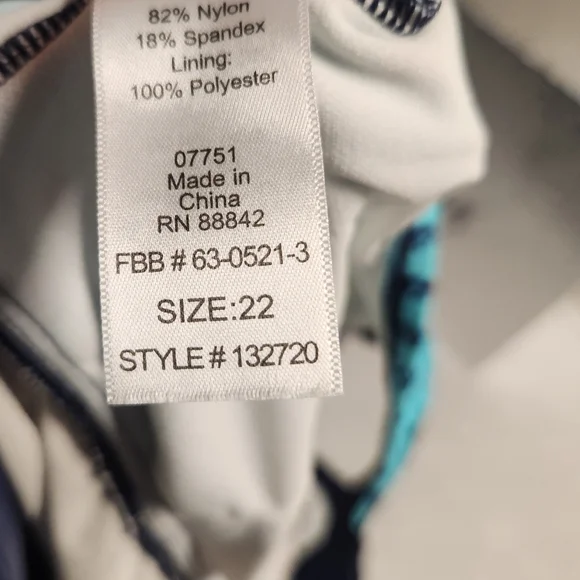 82% Nylon
18% Spandex
Lining:
100% Polyester
07751
Made in
China
RN 88842
FBB # 63-0521-3
SIZE:22
STYLE # 132720